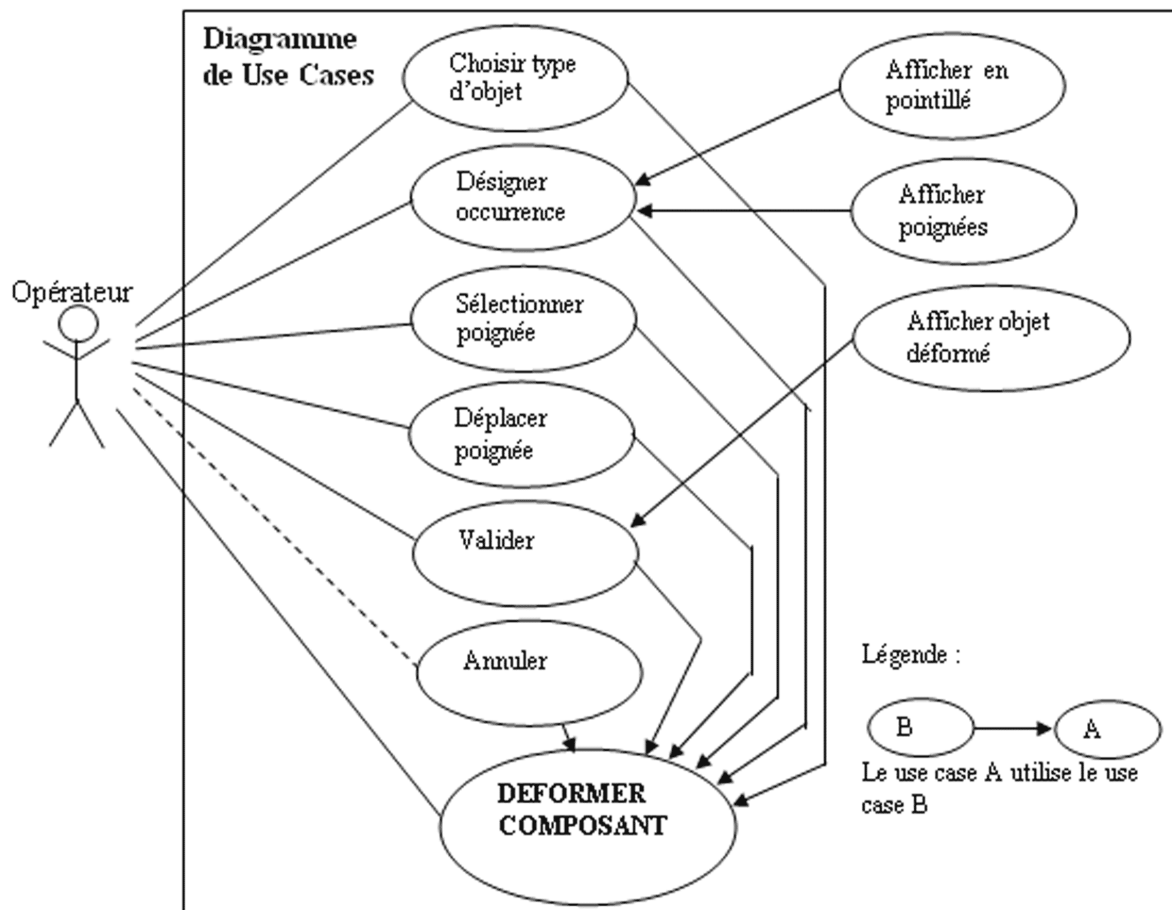 Diagramme
de Use Cases
Choisir type
d'objet
Afficher en
pointillé
Désigner
occurrence
Afficher
poignées
Opérateur
Sélectionner
poignée
Afficher objet
déformé
Déplacer
poignée
Valider
Annuler
Légende :
B
A
Le use case A utilise le use
case B
DEFORMER
COMPOSANT